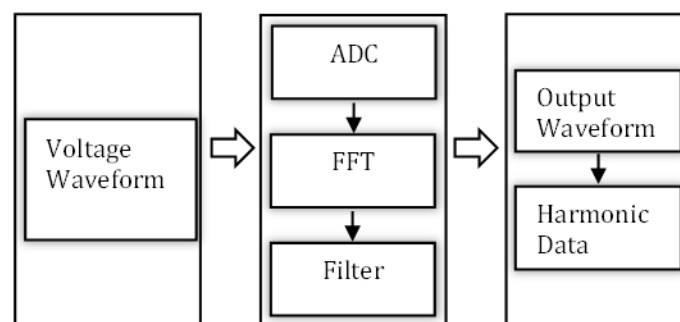 Voltage
Waveform
ADC
FFT
Filter
Output
Waveform
Harmonic
Data